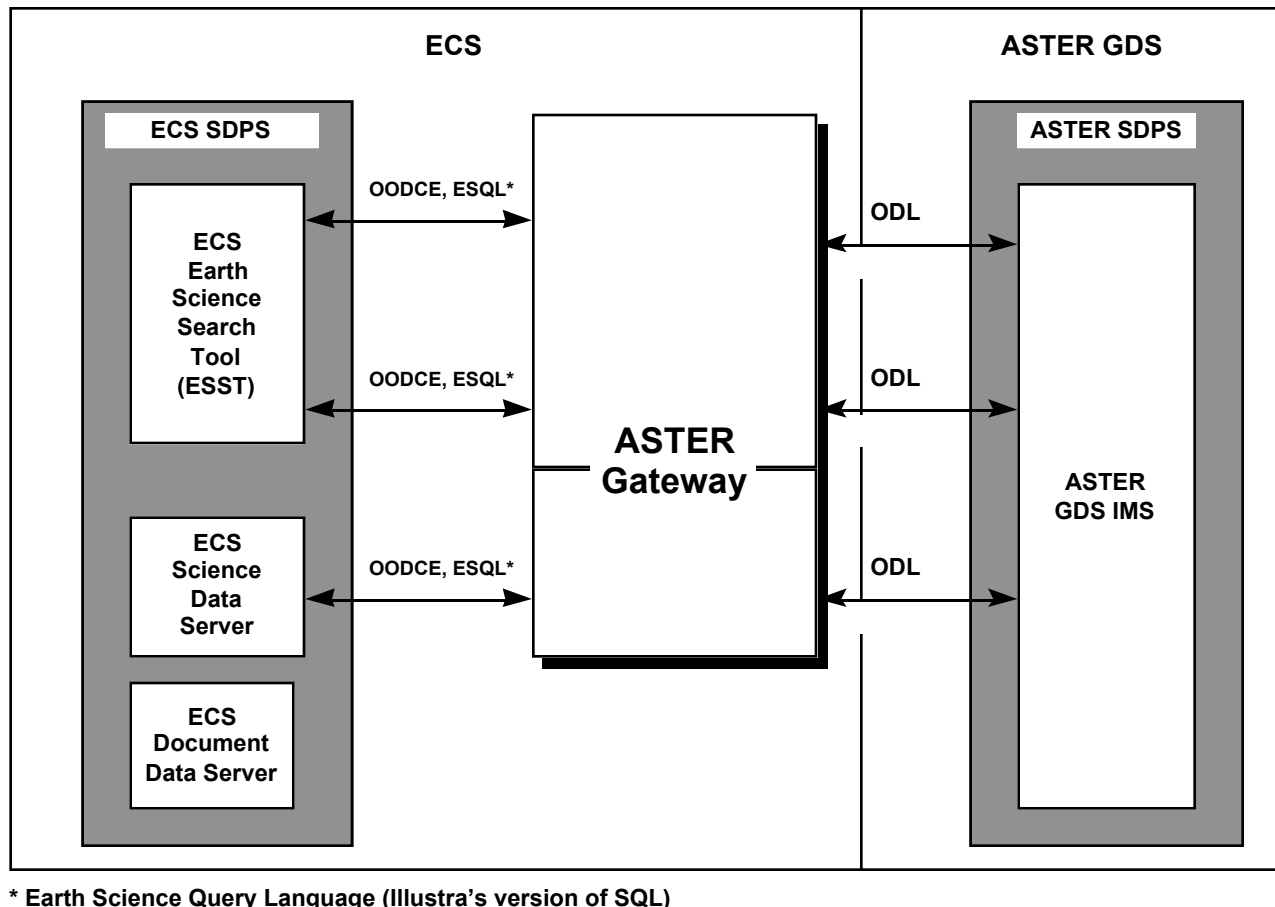 ECS
ASTER GDS
ECS SDPS
ASTER SDPS
OODCE, ESQL*
ODL
ECS
Earth
Science
Search
Tool
(ESST)
OODCE, ESQL*
ODL
ASTER
Gateway
ASTER
GDS IMS
ECS
Science
Data
Server
OODCE, ESQL*
ODL
ECS
Document
Data Server
* Earth Science Query Language (Illustra's version of SQL)